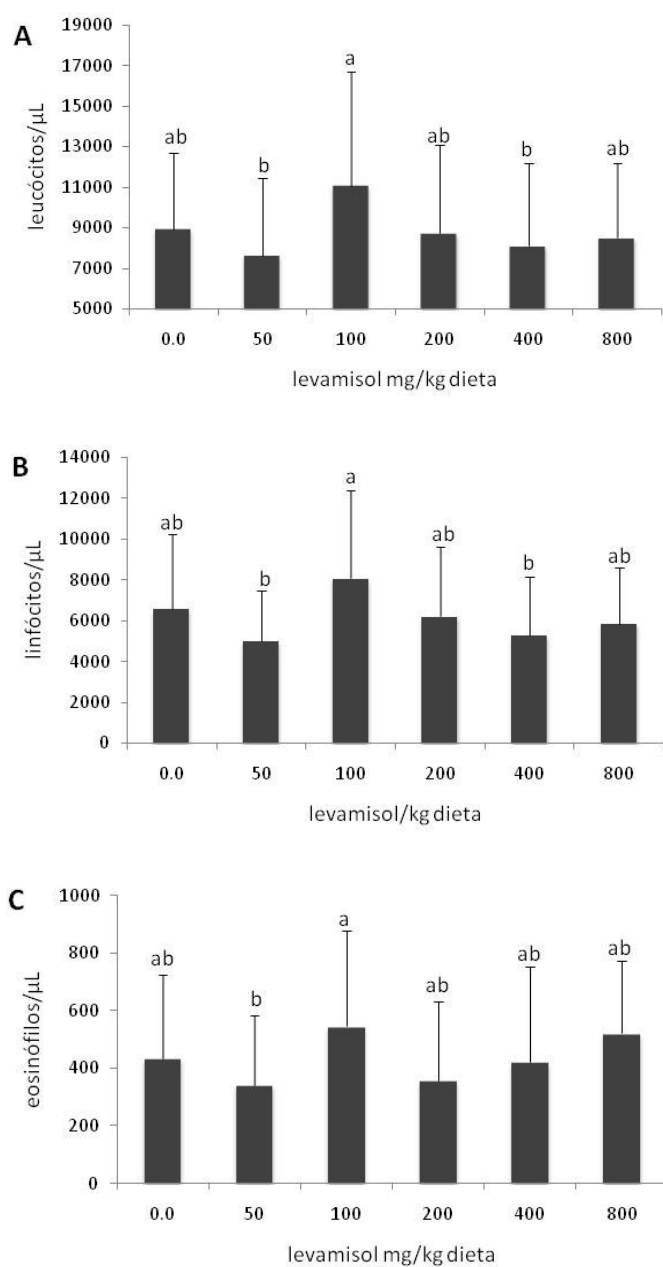 A
19000
17000
15000
13000
11000
9000
7000
5000
leucócitos/µL
ab
b
a
ab
b
ab
0.0 50 100 200 400 800
levamisol mg/kg dieta
B
14000
12000
10000
8000
6000
4000
2000
0
linfócitos/µL
ab
b
a
ab
b
ab
0.0 50 100 200 400 800
levamisol/kg dieta
C
1000
800
600
400
200
0
eosinófilos/µL
ab
b
a
ab
ab
ab
0.0 50 100 200 400 800
levamisol mg/kg dieta